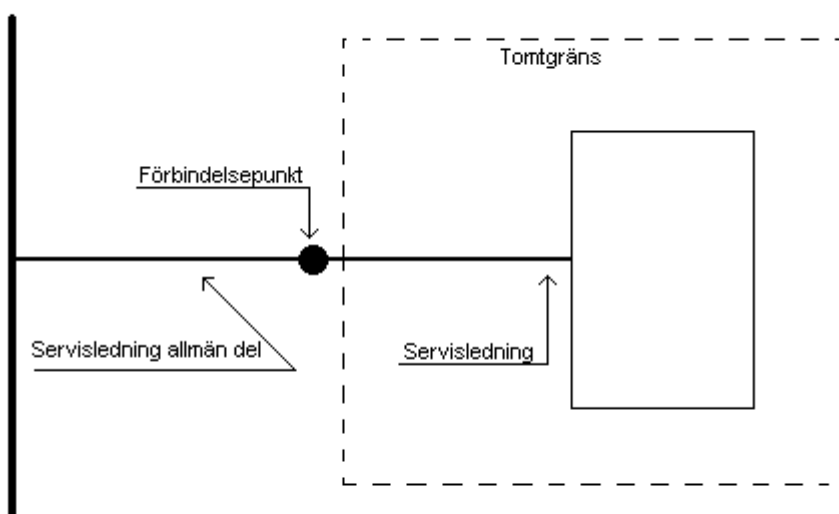 Tomtgräns
Förbindelsepunkt
Servisledning allmän del
Servisledning